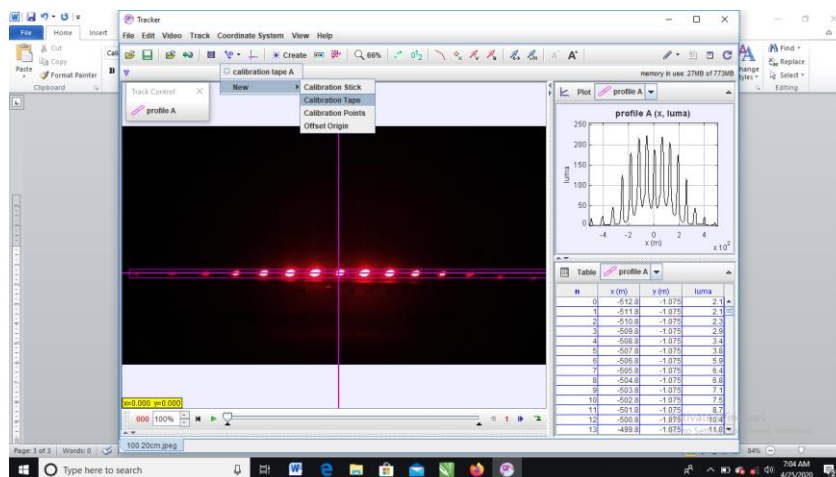 File Home Insert
Cut
Copy
Paste
Format Painter
Clipboard
Find
Replace
Select
Editing
Tracker
File Edit View Video Track Coordinate System View Help
Create
66%
memory in use: 27MB of 773MB
calibration tape A
New
Calibration Stick
Calibration Tape
Calibration Points
Offset Origin
Track Control
profile A
Plot profile A
profile A (x, luma)
luma
250
200
150
100
50
0
-4 -2 0 2 4
x (m)
x 10²
Table profile A
n x (m) y (m) luma
0 -512.8 -1.075 2.1
1 -511.8 -1.075 2.1
2 -510.8 -1.075 2.3
3 -509.8 -1.075 2.9
4 -508.8 -1.075 3.4
5 -507.8 -1.075 3.8
6 -506.8 -1.075 5.9
7 -505.8 -1.075 6.4
8 -504.8 -1.075 6.8
9 -503.8 -1.075 7.1
10 -502.8 -1.075 7.5
11 -501.8 -1.075 8.7
12 -500.8 -1.075 10.4
13 -499.8 -1.075 11.8
x=0.000 y=0.000
000 100% 1
100 20cm.jpeg
Page: 3 of 3 Words: 0
84%
Type here to search
7:04 AM
4/25/2020